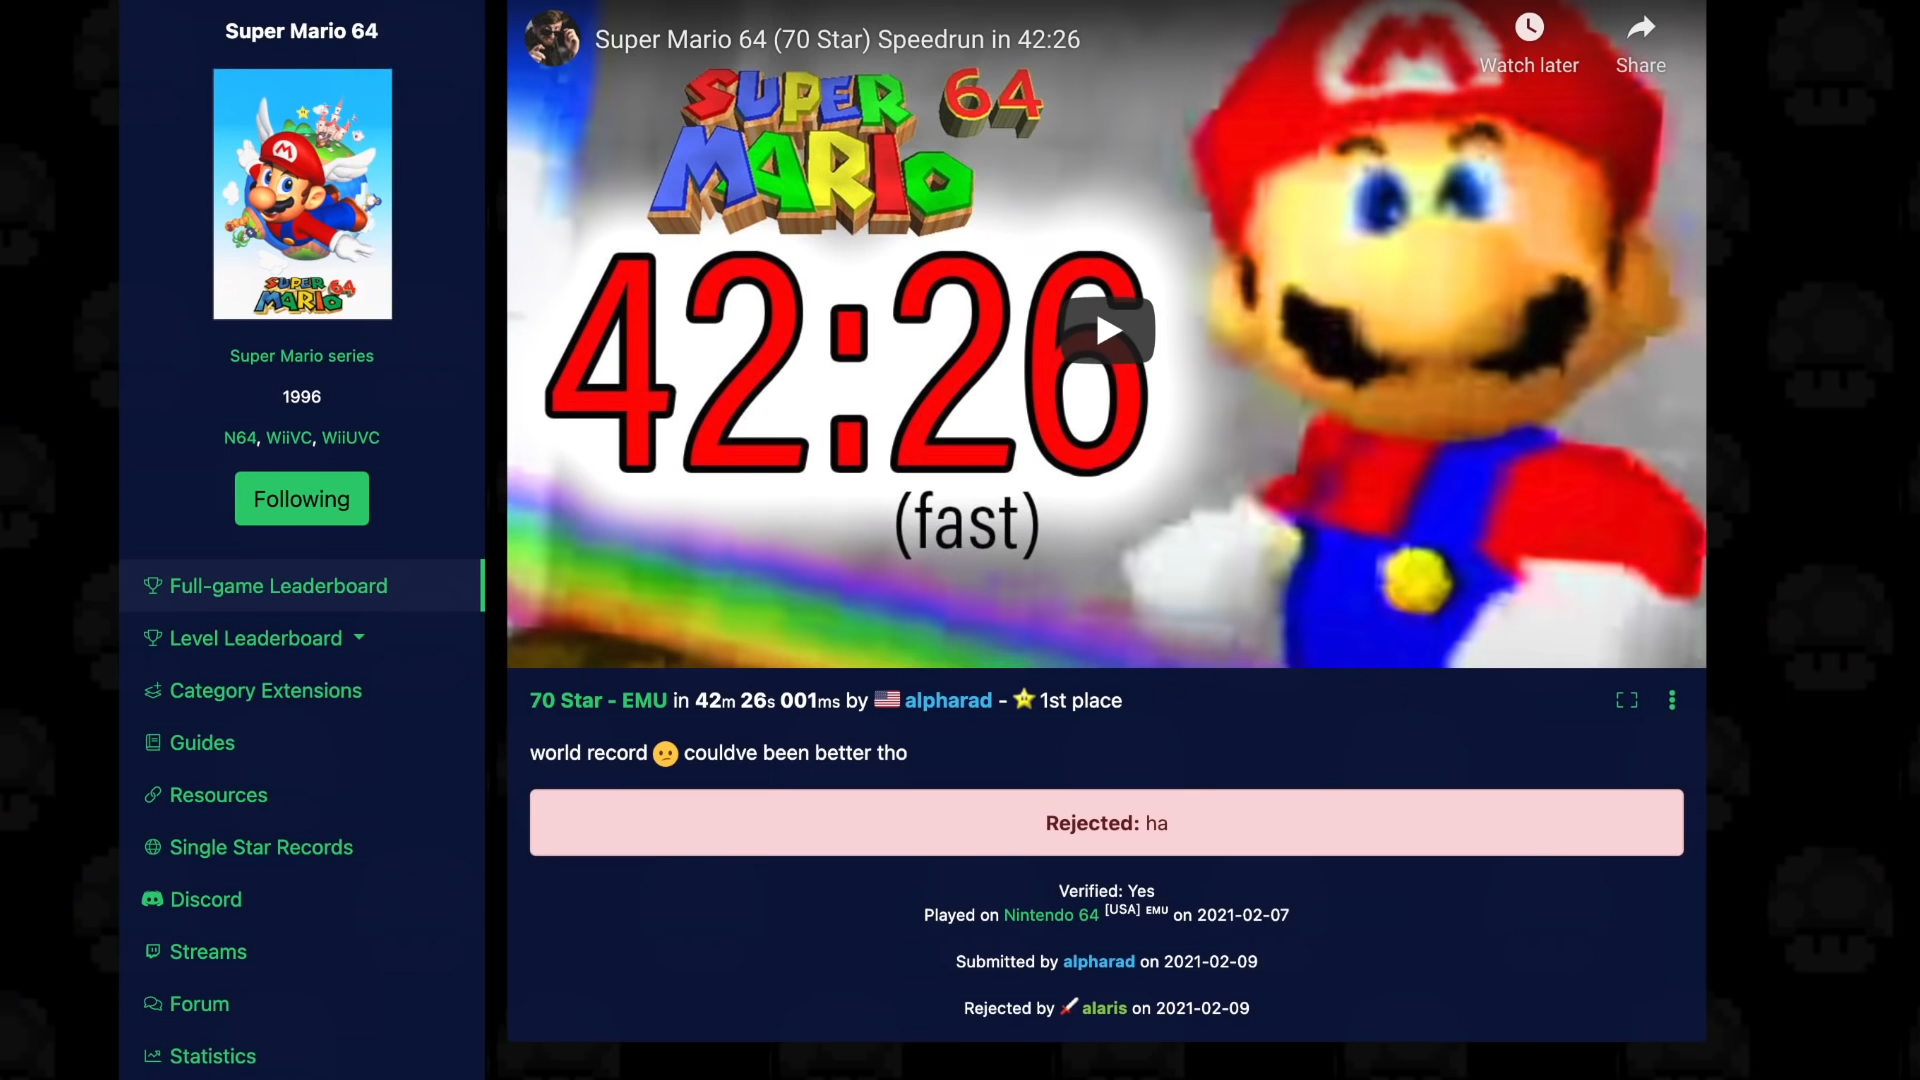 Super Mario 64
SUPER MARIO 64
Super Mario series
1996
N64, WiiVC, WiiUVC
Following
Full-game Leaderboard
Level Leaderboard
Category Extensions
Guides
Resources
Single Star Records
Discord
Streams
Forum
Statistics
Super Mario 64 (70 Star) Speedrun in 42:26
Watch later
Share
SUPER 64
MARIO
42:26
(fast)
70 Star - EMU in 42m 26s 001ms by alpharad - 1st place
world record 😕 couldve been better tho
Rejected: ha
Verified: Yes
Played on Nintendo 64 [USA] EMU on 2021-02-07
Submitted by alpharad on 2021-02-09
Rejected by alaris on 2021-02-09